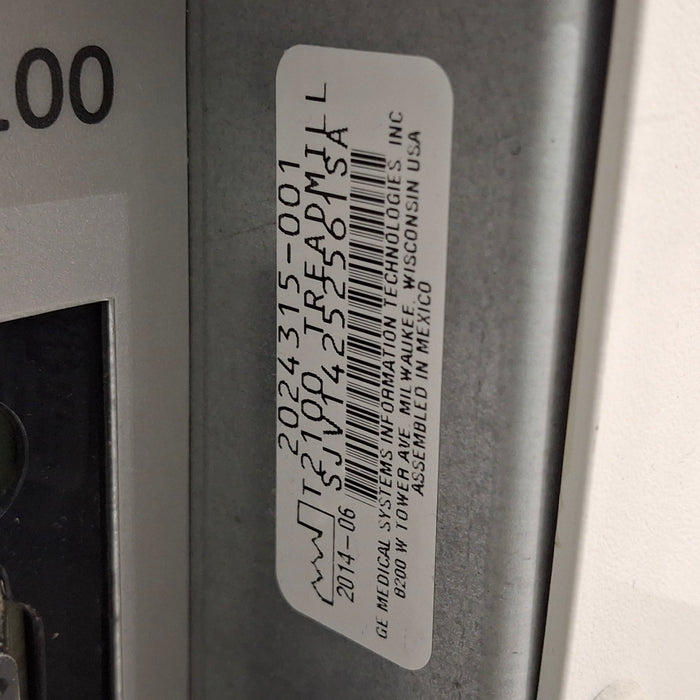 100
2024315-001
T2100 TREADMILL
SJV14252561SA
2014-06
GE MEDICAL SYSTEMS INFORMATION TECHNOLOGIES, INC
8200 W TOWER AVE. MILWAUKEE, WISCONSIN USA
ASSEMBLED IN MEXICO